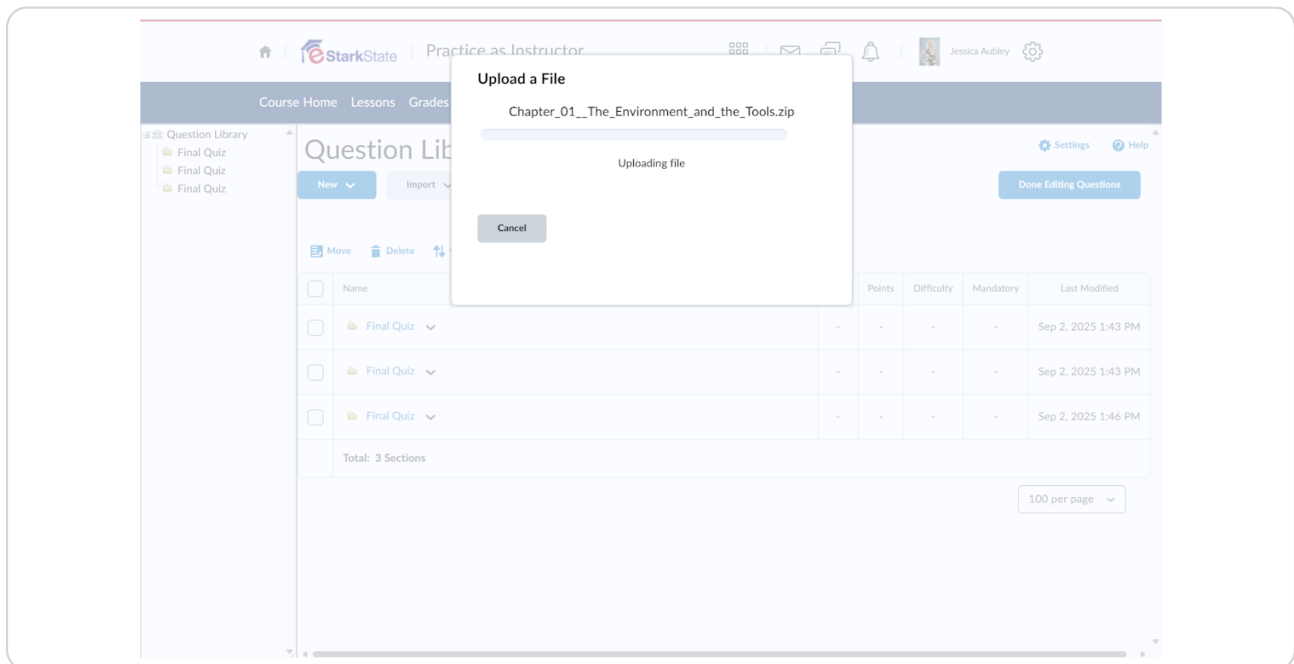 eStarkState
Practice as Instructor
Jessica Aubley
Course Home Lessons Grades
Upload a File
Chapter_01__The_Environment_and_the_Tools.zip
Uploading file
Cancel
Question Library
Final Quiz
Final Quiz
Final Quiz
Question Lib
Settings Help
New Import Done Editing Questions
Move Delete
Name Points Difficulty Mandatory Last Modified
Final Quiz - - - - Sep 2, 2025 1:43 PM
Final Quiz - - - - Sep 2, 2025 1:43 PM
Final Quiz - - - - Sep 2, 2025 1:46 PM
Total: 3 Sections
100 per page